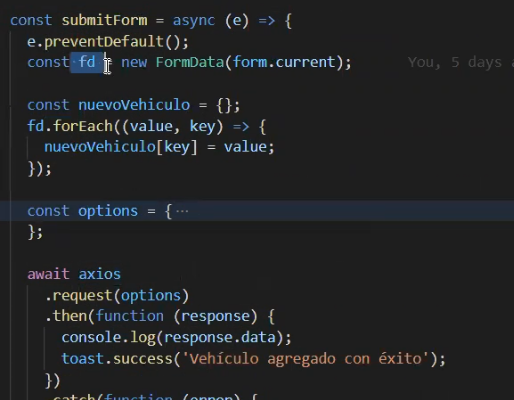 const submitForm = async (e) => {
e.preventDefault();
const fd = new FormData(form.current); You, 5 days a
const nuevoVehiculo = {};
fd.forEach((value, key) => {
nuevoVehiculo[key] = value;
});
const options = { ···
};
await axios
.request(options)
.then(function (response) {
console.log(response.data);
toast.success('Vehículo agregado con éxito');
})
.catch(function (error) {